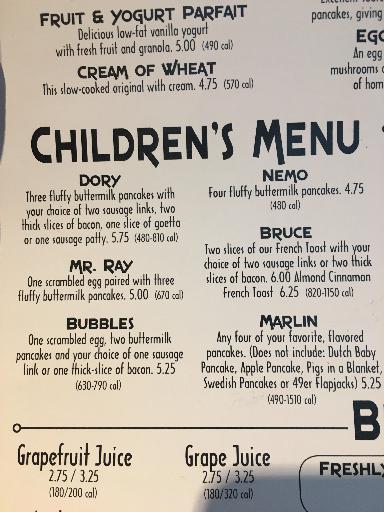 FRUIT & YOGURT PARFAIT
Delicious low-fat vanilla yogurt
with fresh fruit and granola. 5.00 (490 cal)
CREAM OF WHEAT
This slow-cooked original with cream. 4.75 (570 cal)
pancakes, giving
EGG
An egg
mushrooms
of hom
CHILDREN'S MENU
DORY
Three fluffy buttermilk pancakes with
your choice of two sausage links, two
thick slices of bacon, one slice of goetta
or one sausage patty. 5.75 (480-810 cal)
MR. RAY
One scrambled egg paired with three
fluffy buttermilk pancakes. 5.00 (670 cal)
BUBBLES
One scrambled egg, two buttermilk
pancakes and your choice of one sausage
link or one thick-slice of bacon. 5.25
(630-790 cal)
NEMO
Four fluffy buttermilk pancakes. 4.75
(480 cal)
BRUCE
Two slices of our French Toast with your
choice of two sausage links or two thick
slices of bacon. 6.00 Almond Cinnamon
French Toast 6.25 (820-1150 cal)
MARLIN
Any four of your favorite, flavored
pancakes. (Does not include: Dutch Baby
Pancake, Apple Pancake, Pigs in a Blanket,
Swedish Pancakes or 49er Flapjacks) 5.25
(490-1510 cal)
B
Grapefruit Juice
2.75 / 3.25
(180/200 cal)
Grape Juice
2.75 / 3.25
(180/320 cal)
FRESHLY